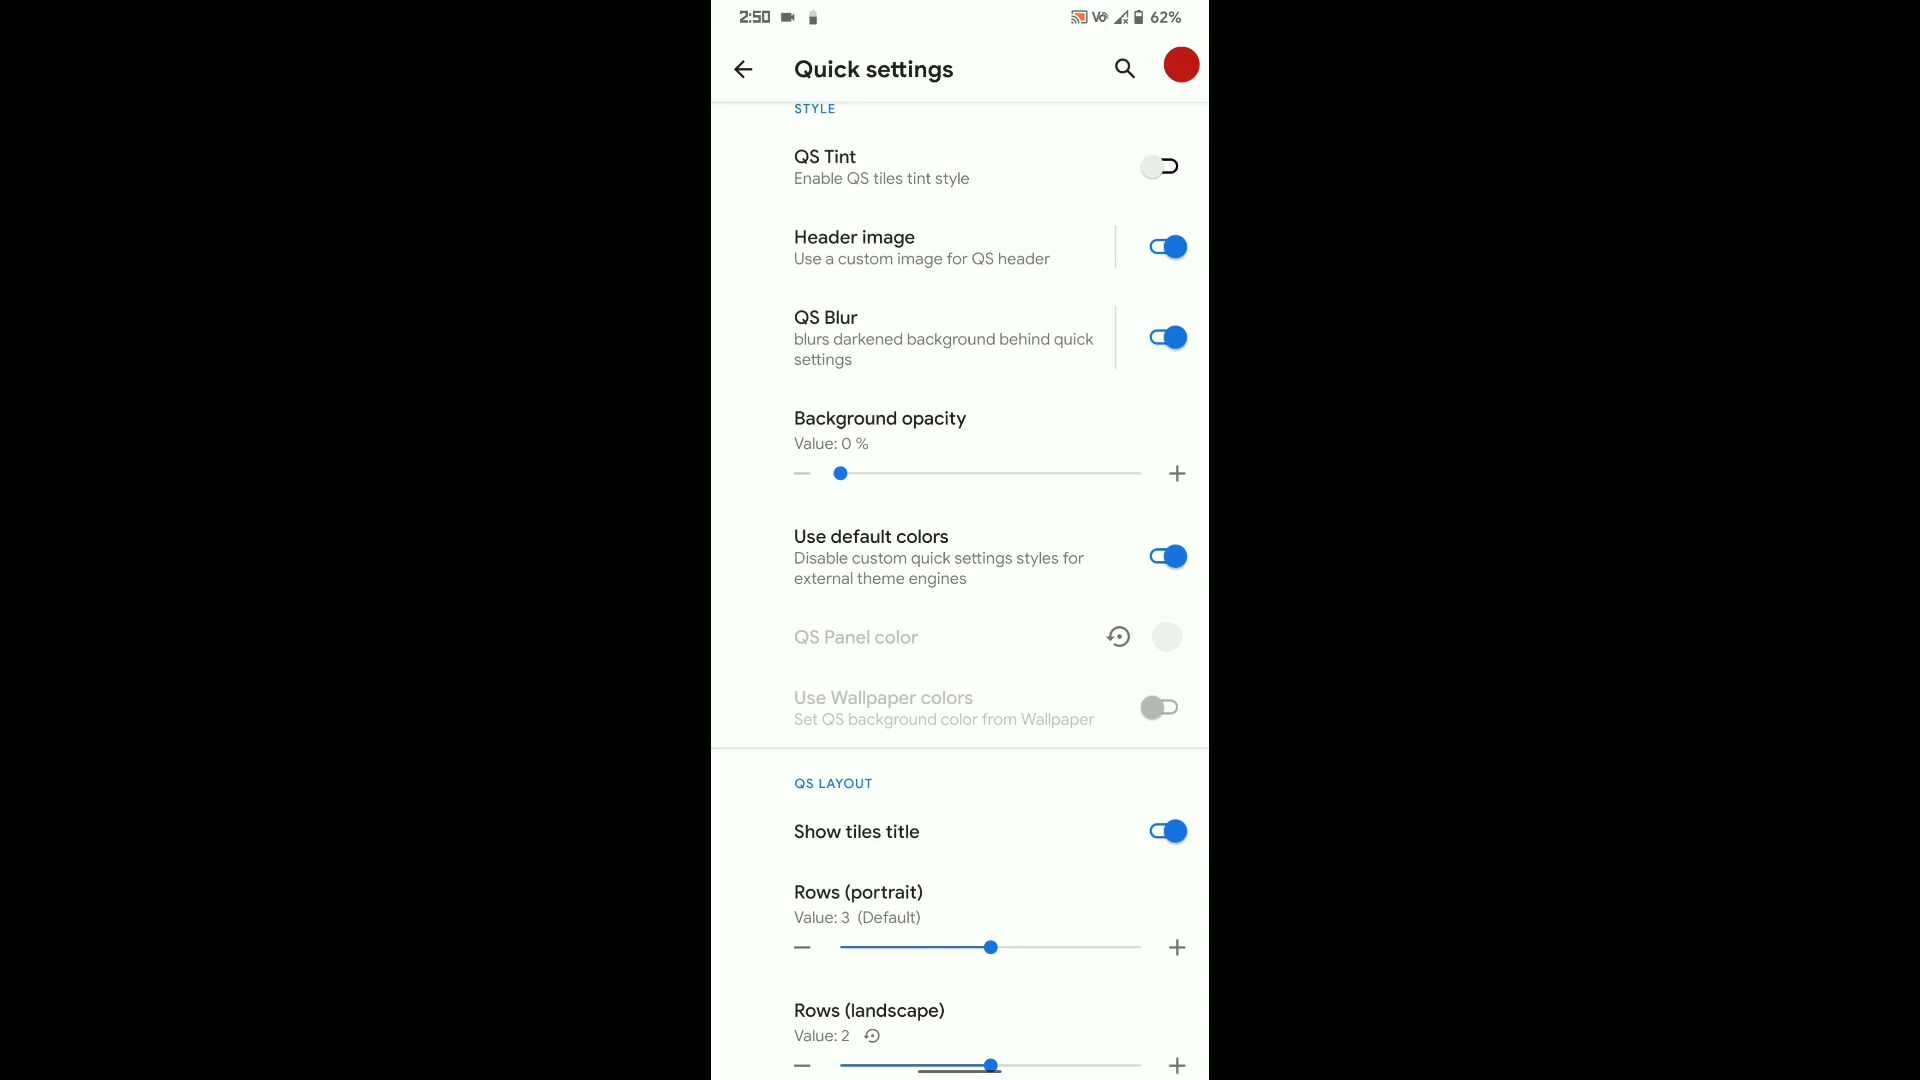 2:50
62%
Quick settings
STYLE
QS Tint
Enable QS tiles tint style
Header image
Use a custom image for QS header
QS Blur
blurs darkened background behind quick
settings
Background opacity
Value: 0 %
Use default colors
Disable custom quick settings styles for
external theme engines
QS Panel color
Use Wallpaper colors
Set QS background color from Wallpaper
QS LAYOUT
Show tiles title
Rows (portrait)
Value: 3 (Default)
Rows (landscape)
Value: 2